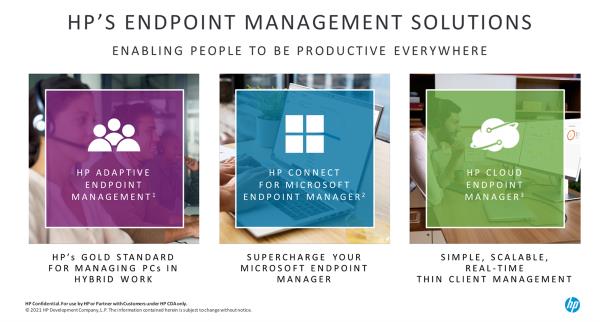 HP'S ENDPOINT MANAGEMENT SOLUTIONS
ENABLING PEOPLE TO BE PRODUCTIVE EVERYWHERE
HP ADAPTIVE
ENDPOINT
MANAGEMENT¹
HP's GOLD STANDARD
FOR MANAGING PCs IN
HYBRID WORK
HP CONNECT
FOR MICROSOFT
ENDPOINT MANAGER²
SUPERCHARGE YOUR
MICROSOFT ENDPOINT
MANAGER
HP CLOUD
ENDPOINT
MANAGER³
SIMPLE, SCALABLE,
REAL-TIME
THIN CLIENT MANAGEMENT
HP Confidential. For use by HP or Partner with Customers under HP CDA only.
© 2021 HP Development Company, L.P. The information contained herein is subject to change without notice.
hp